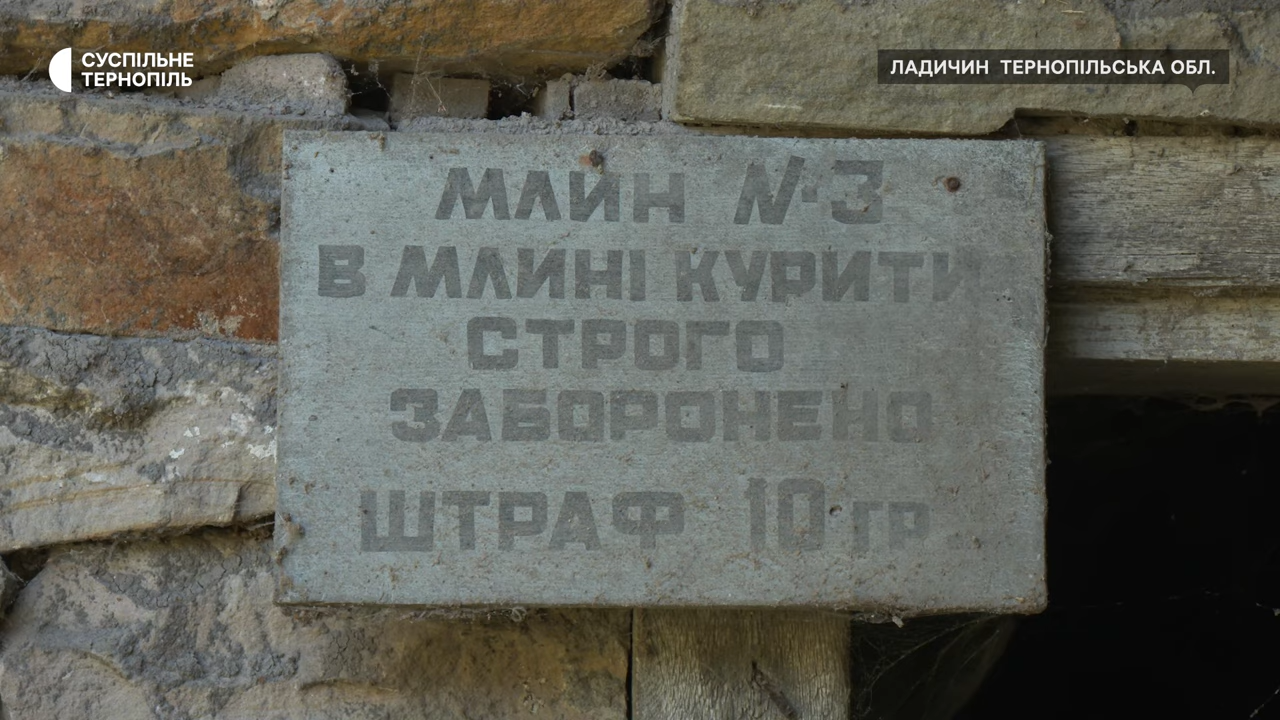 СУСПІЛЬНЕ
ТЕРНОПІЛЬ
ЛАДИЧИН ТЕРНОПІЛЬСЬКА ОБЛ.
МЛИН №3
В МЛИНІ КУРИТИ
СТРОГО
ЗАБОРОНЕНО
ШТРАФ 10 ГР